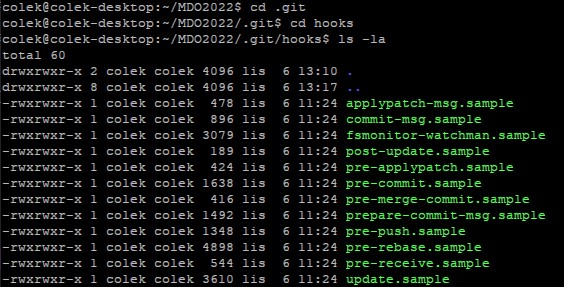 colek@colek-desktop:~/MDO2022$ cd .git
colek@colek-desktop:~/MDO2022/.git$ cd hooks
colek@colek-desktop:~/MDO2022/.git/hooks$ ls -la
total 60
drwxrwxr-x 2 colek colek 4096 lis  6 13:10 .
drwxrwxr-x 8 colek colek 4096 lis  6 13:17 ..
-rwxrwxr-x 1 colek colek  478 lis  6 11:24 applypatch-msg.sample
-rwxrwxr-x 1 colek colek  896 lis  6 11:24 commit-msg.sample
-rwxrwxr-x 1 colek colek 3079 lis  6 11:24 fsmonitor-watchman.sample
-rwxrwxr-x 1 colek colek  189 lis  6 11:24 post-update.sample
-rwxrwxr-x 1 colek colek  424 lis  6 11:24 pre-applypatch.sample
-rwxrwxr-x 1 colek colek 1638 lis  6 11:24 pre-commit.sample
-rwxrwxr-x 1 colek colek  416 lis  6 11:24 pre-merge-commit.sample
-rwxrwxr-x 1 colek colek 1492 lis  6 11:24 prepare-commit-msg.sample
-rwxrwxr-x 1 colek colek 1348 lis  6 11:24 pre-push.sample
-rwxrwxr-x 1 colek colek 4898 lis  6 11:24 pre-rebase.sample
-rwxrwxr-x 1 colek colek  544 lis  6 11:24 pre-receive.sample
-rwxrwxr-x 1 colek colek 3610 lis  6 11:24 update.sample